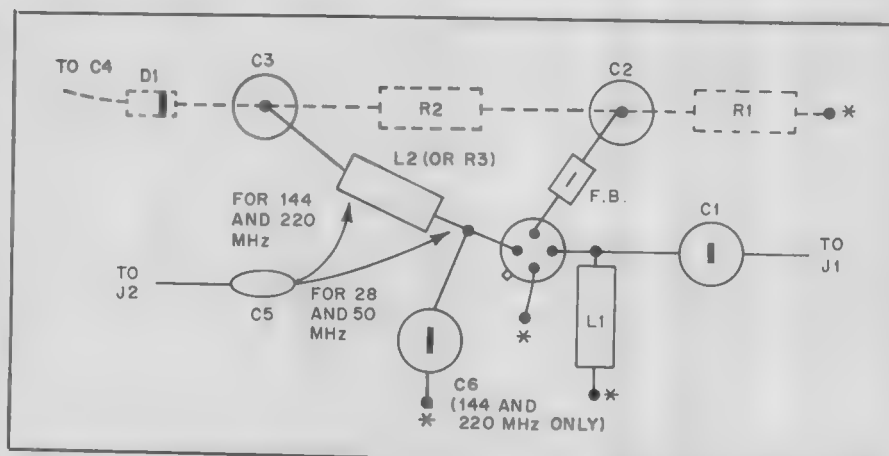 TO C4
D1
C3
R2
C2
R1
*
L2 (OR R3)
F.B.
FOR 144
AND 220
MHz
C1
TO
J1
TO
J2
C5
FOR 28
AND 50
MHz
*
L1
*
C6
(144 AND
220 MHz ONLY)
*